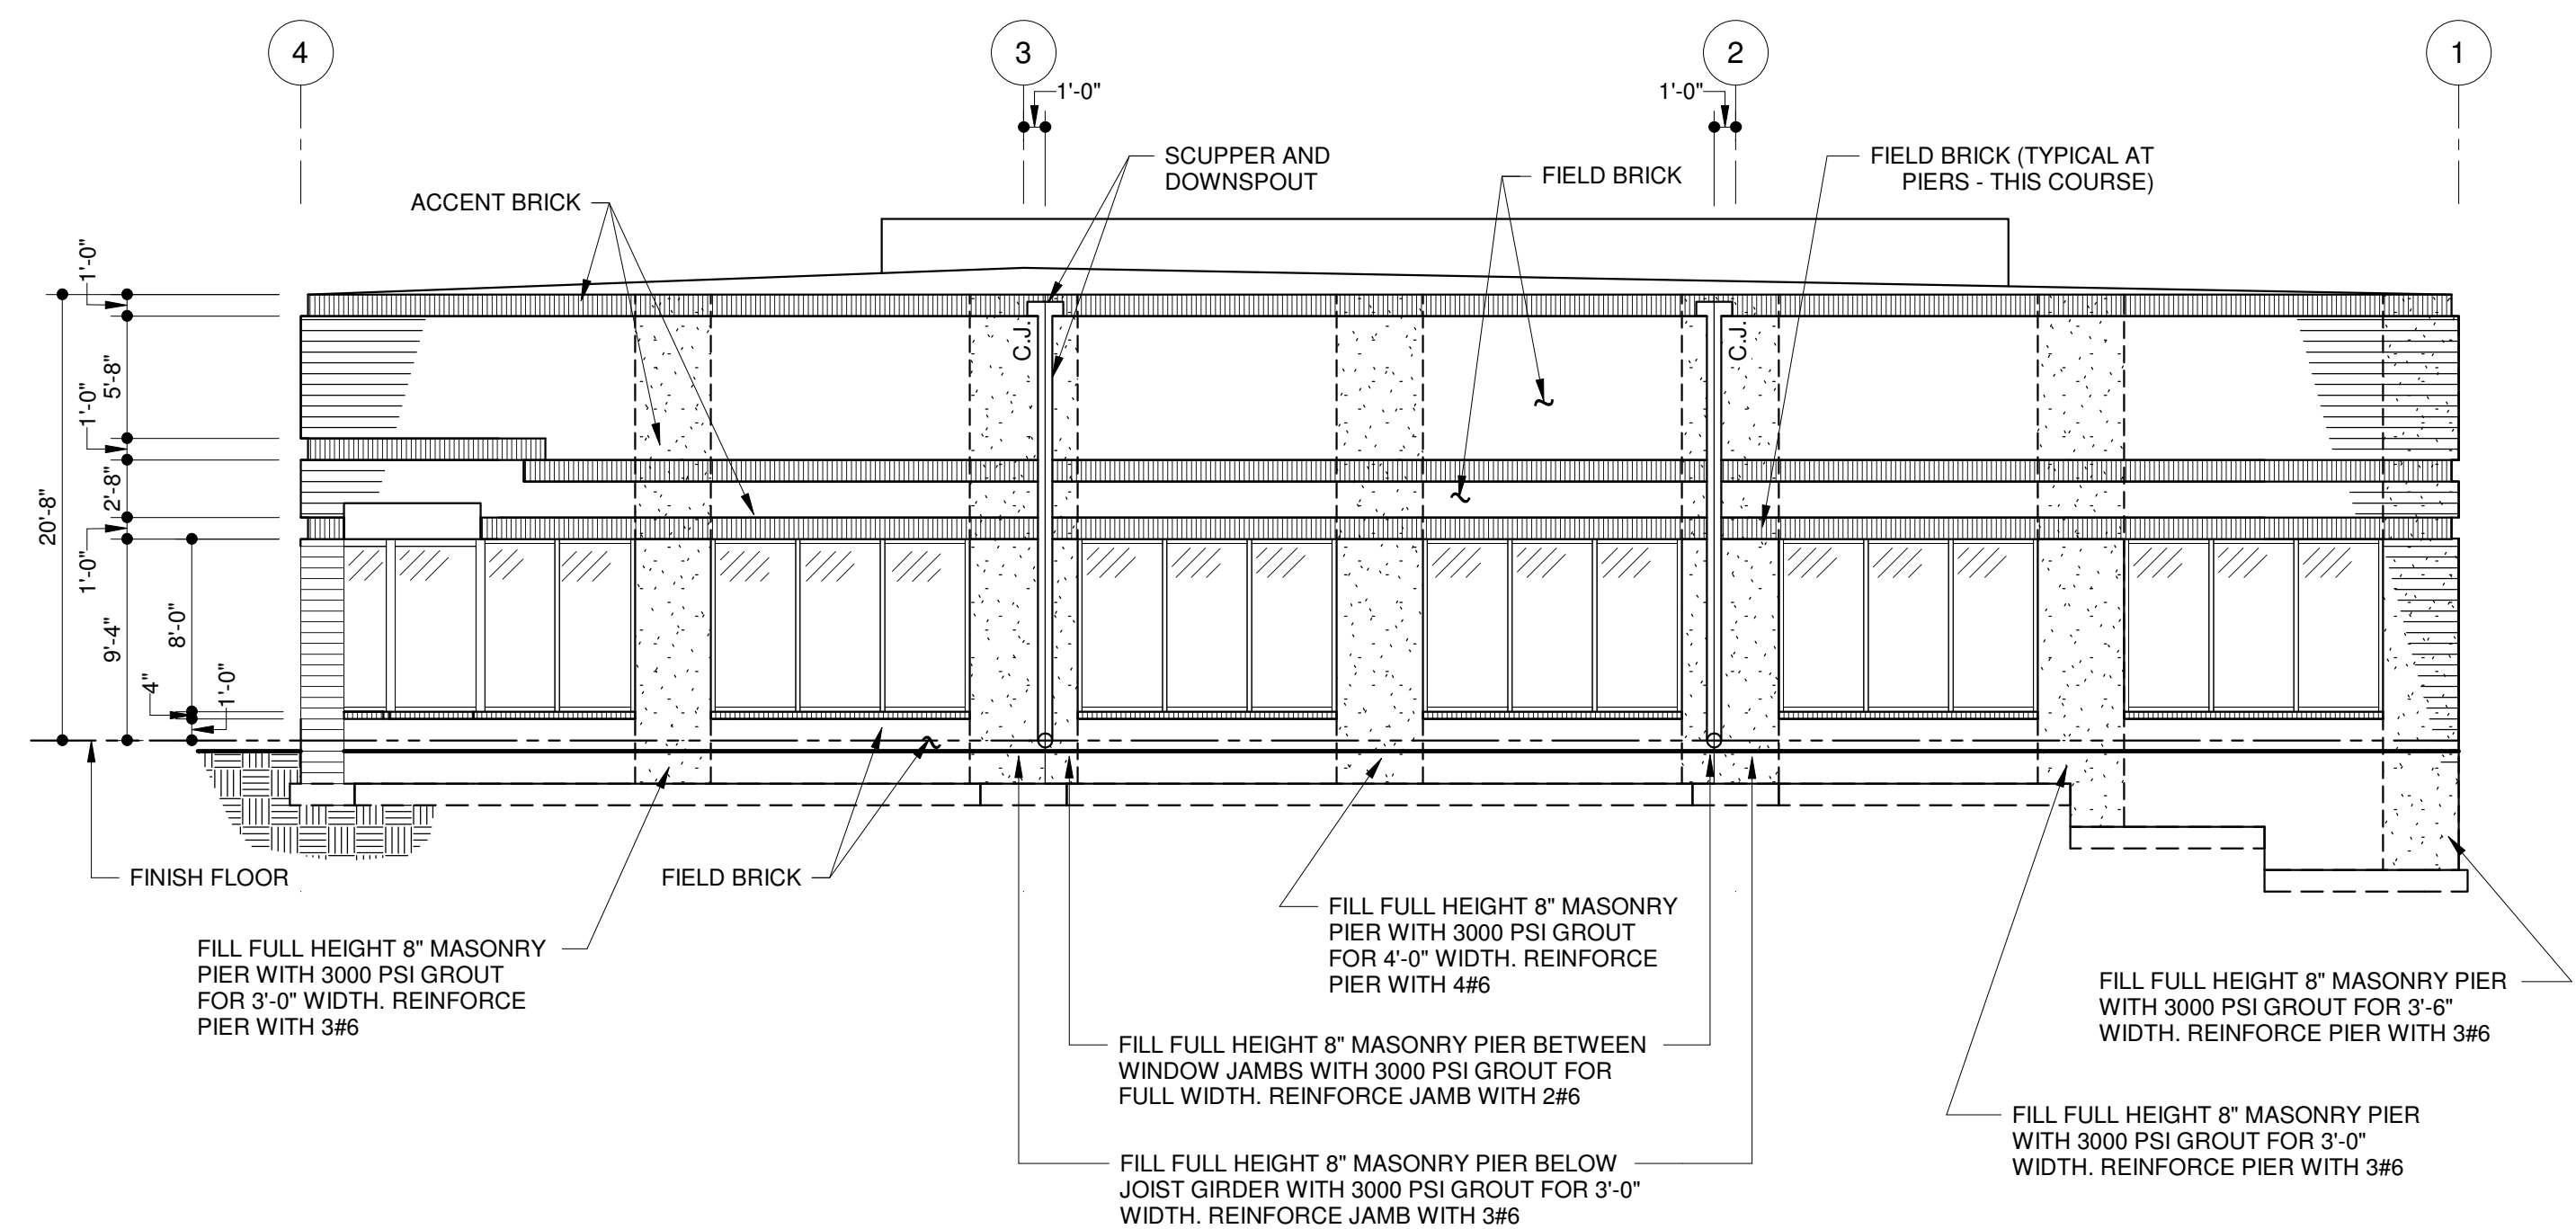 4
3
2
1
1'-0"
1'-0"
SCUPPER AND
DOWNSPOUT
FIELD BRICK
FIELD BRICK (TYPICAL AT
PIERS - THIS COURSE)
ACCENT BRICK
1'-0"
5'-8"
1'-0"
2'-8"
1'-0"
20'-8"
9'-4"
8'-0"
4"
1'-0"
C.J.
C.J.
FINISH FLOOR
FIELD BRICK
FILL FULL HEIGHT 8" MASONRY
PIER WITH 3000 PSI GROUT
FOR 3'-0" WIDTH. REINFORCE
PIER WITH 3#6
FILL FULL HEIGHT 8" MASONRY
PIER WITH 3000 PSI GROUT
FOR 4'-0" WIDTH. REINFORCE
PIER WITH 4#6
FILL FULL HEIGHT 8" MASONRY PIER
WITH 3000 PSI GROUT FOR 3'-6"
WIDTH. REINFORCE PIER WITH 3#6
FILL FULL HEIGHT 8" MASONRY PIER BETWEEN
WINDOW JAMBS WITH 3000 PSI GROUT FOR
FULL WIDTH. REINFORCE JAMB WITH 2#6
FILL FULL HEIGHT 8" MASONRY PIER
WITH 3000 PSI GROUT FOR 3'-0"
WIDTH. REINFORCE PIER WITH 3#6
FILL FULL HEIGHT 8" MASONRY PIER BELOW
JOIST GIRDER WITH 3000 PSI GROUT FOR 3'-0"
WIDTH. REINFORCE JAMB WITH 3#6